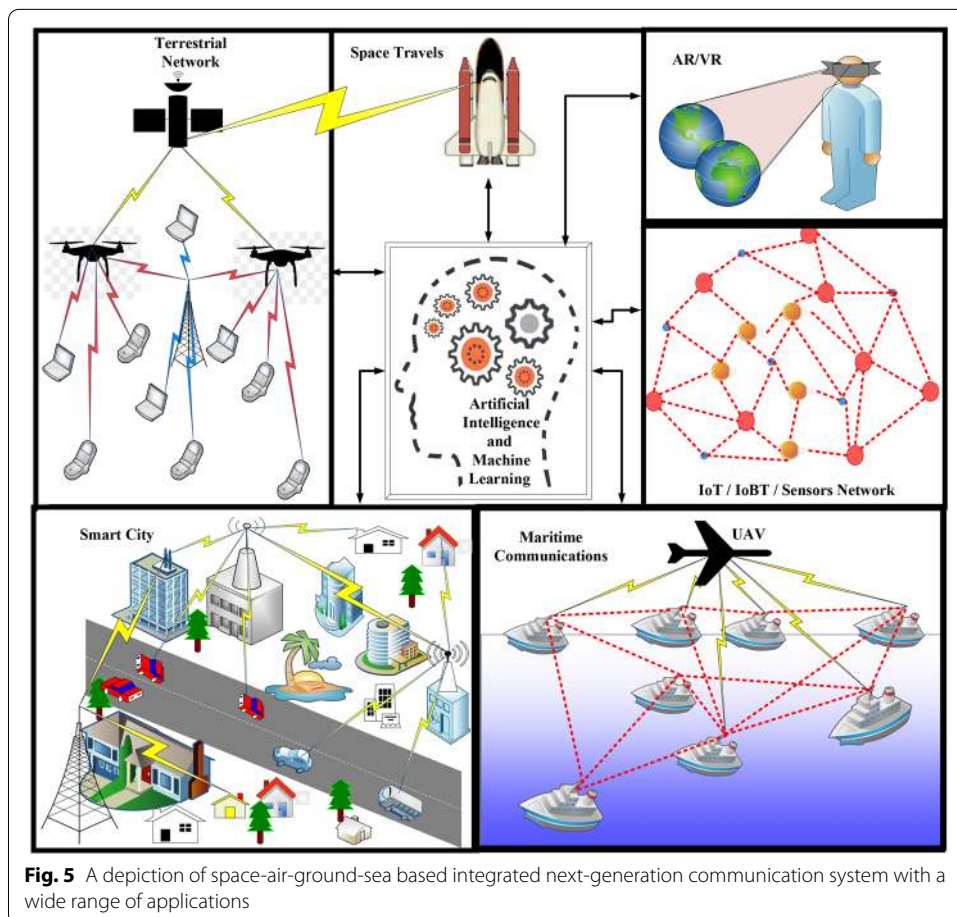 Terrestrial
Network
Space Travels
AR/VR
Artificial
Intelligence
and
Machine
Learning
IoT / IoBT / Sensors Network
Smart City
Maritime
Communications
UAV
Fig. 5 A depiction of space-air-ground-sea based integrated next-generation communication system with a
wide range of applications